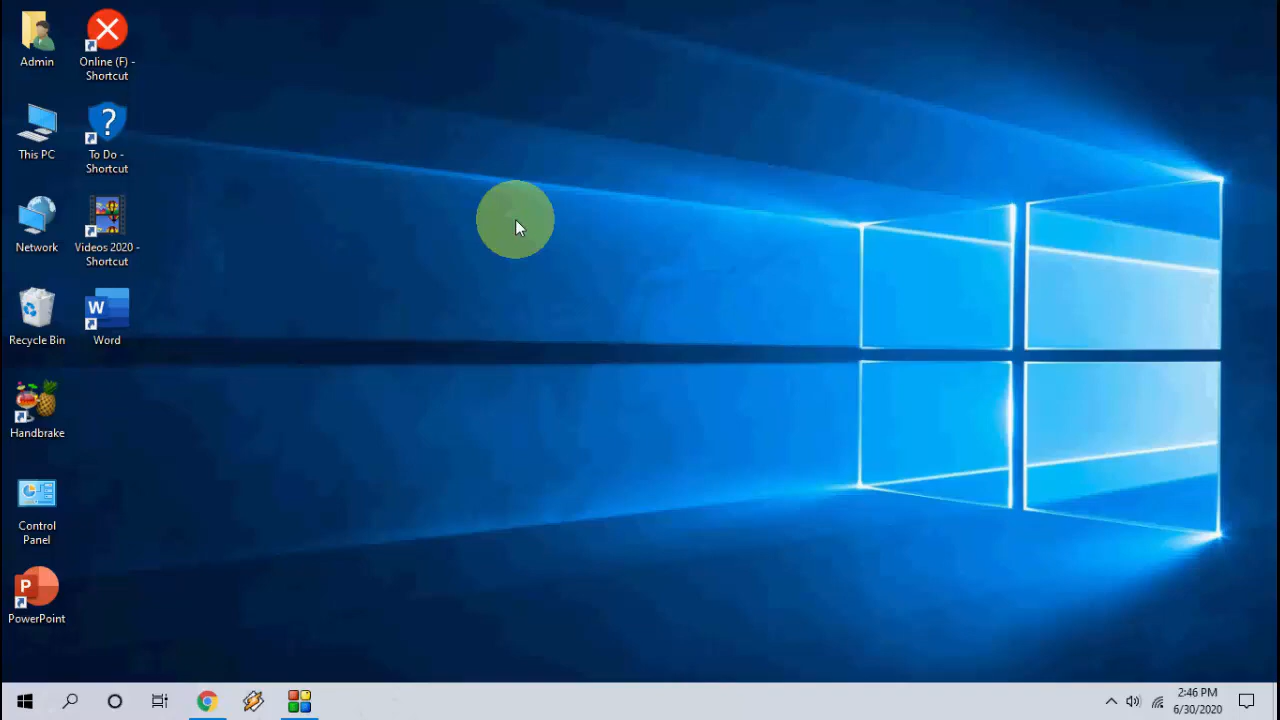 Admin
Online (F) -
Shortcut
This PC
To Do -
Shortcut
Network
Videos 2020 -
Shortcut
Recycle Bin
W
Word
Handbrake
Control
Panel
P
PowerPoint
2:46 PM
6/30/2020